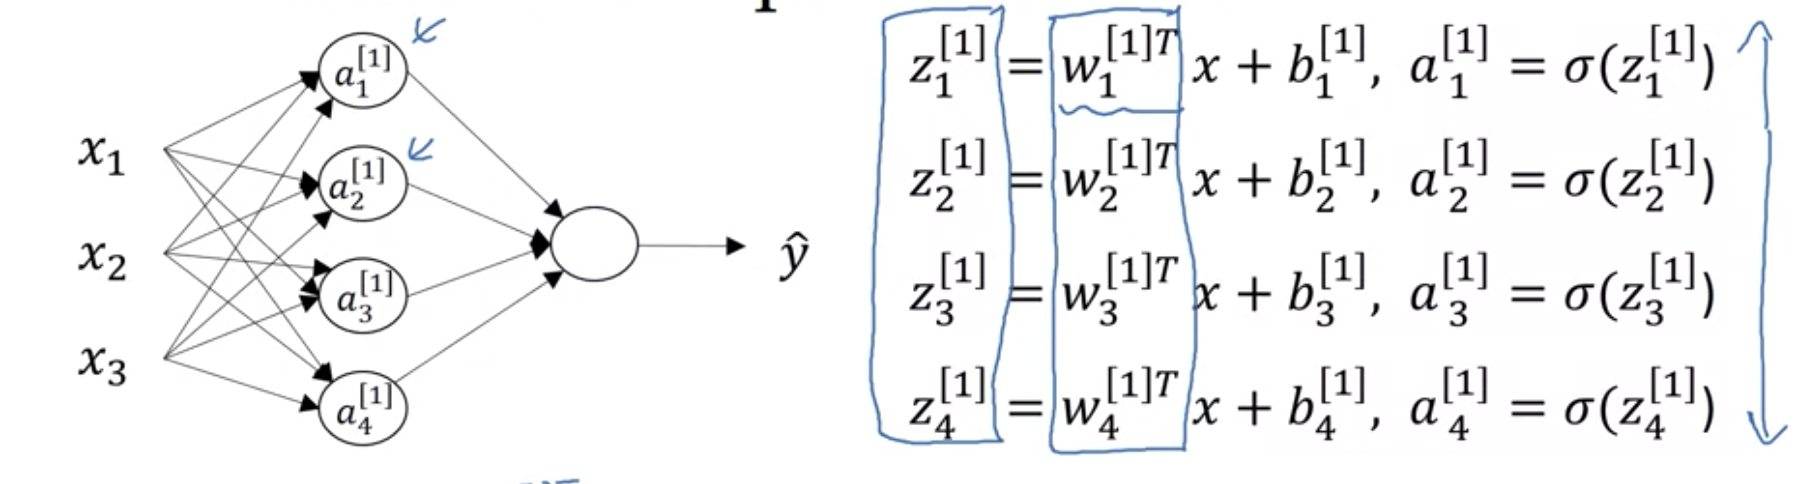 x₁
x₂
x₃
a₁^[1]
a₂^[1]
a₃^[1]
a₄^[1]
ŷ
z₁^[1] = w₁^[1]T x + b₁^[1], a₁^[1] = σ(z₁^[1])
z₂^[1] = w₂^[1]T x + b₂^[1], a₂^[1] = σ(z₂^[1])
z₃^[1] = w₃^[1]T x + b₃^[1], a₃^[1] = σ(z₃^[1])
z₄^[1] = w₄^[1]T x + b₄^[1], a₄^[1] = σ(z₄^[1])